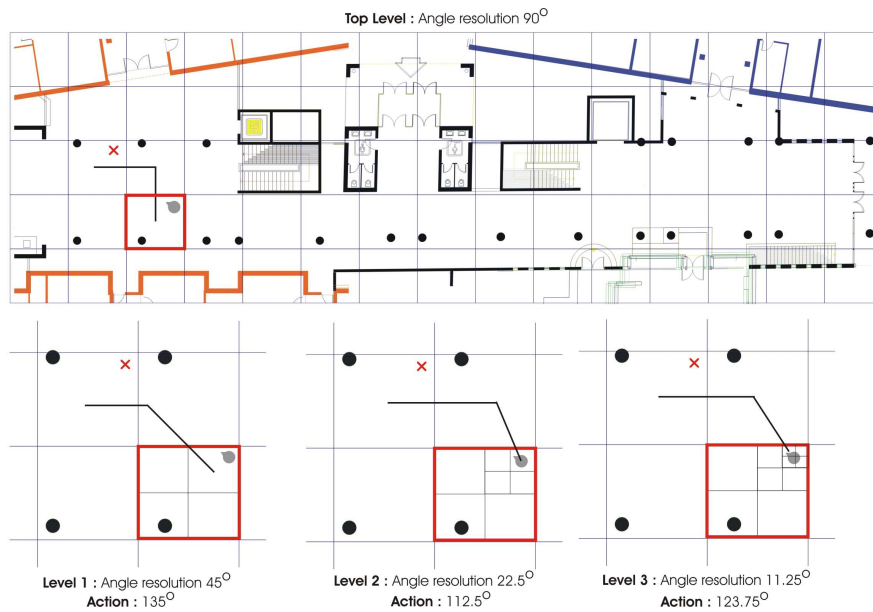 Top Level : Angle resolution 90°
Level 1 : Angle resolution 45°
Action : 135°
Level 2 : Angle resolution 22.5°
Action : 112.5°
Level 3 : Angle resolution 11.25°
Action : 123.75°